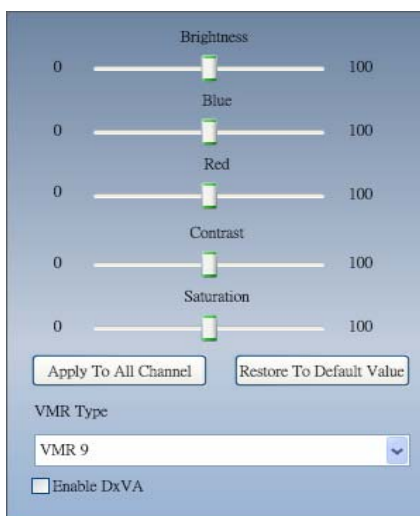 Brightness
0 100
Blue
0 100
Red
0 100
Contrast
0 100
Saturation
0 100
Apply To All Channel Restore To Default Value
VMR Type
VMR 9
Enable DxVA